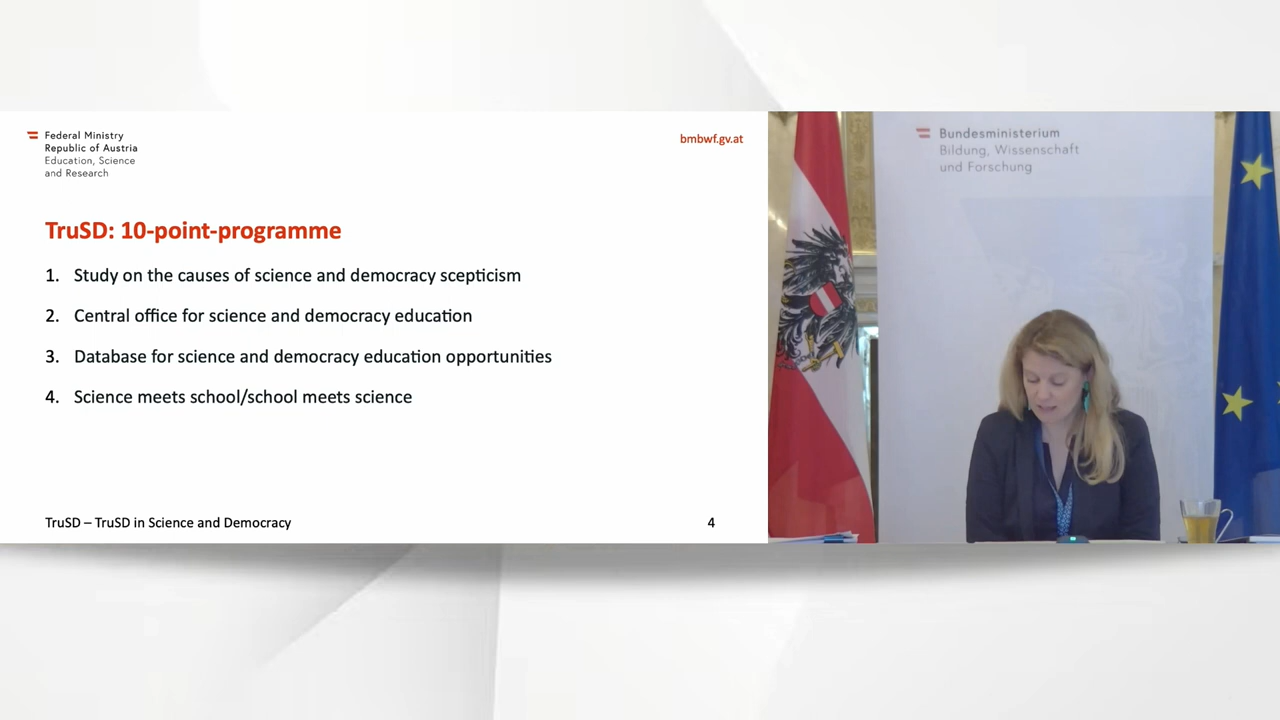 Federal Ministry
Republic of Austria
Education, Science
and Research
bmbwf.gv.at
TruSD: 10-point-programme
1. Study on the causes of science and democracy scepticism
2. Central office for science and democracy education
3. Database for science and democracy education opportunities
4. Science meets school/school meets science
TruSD – TruSD in Science and Democracy
4
Bundesministerium
Bildung, Wissenschaft
und Forschung